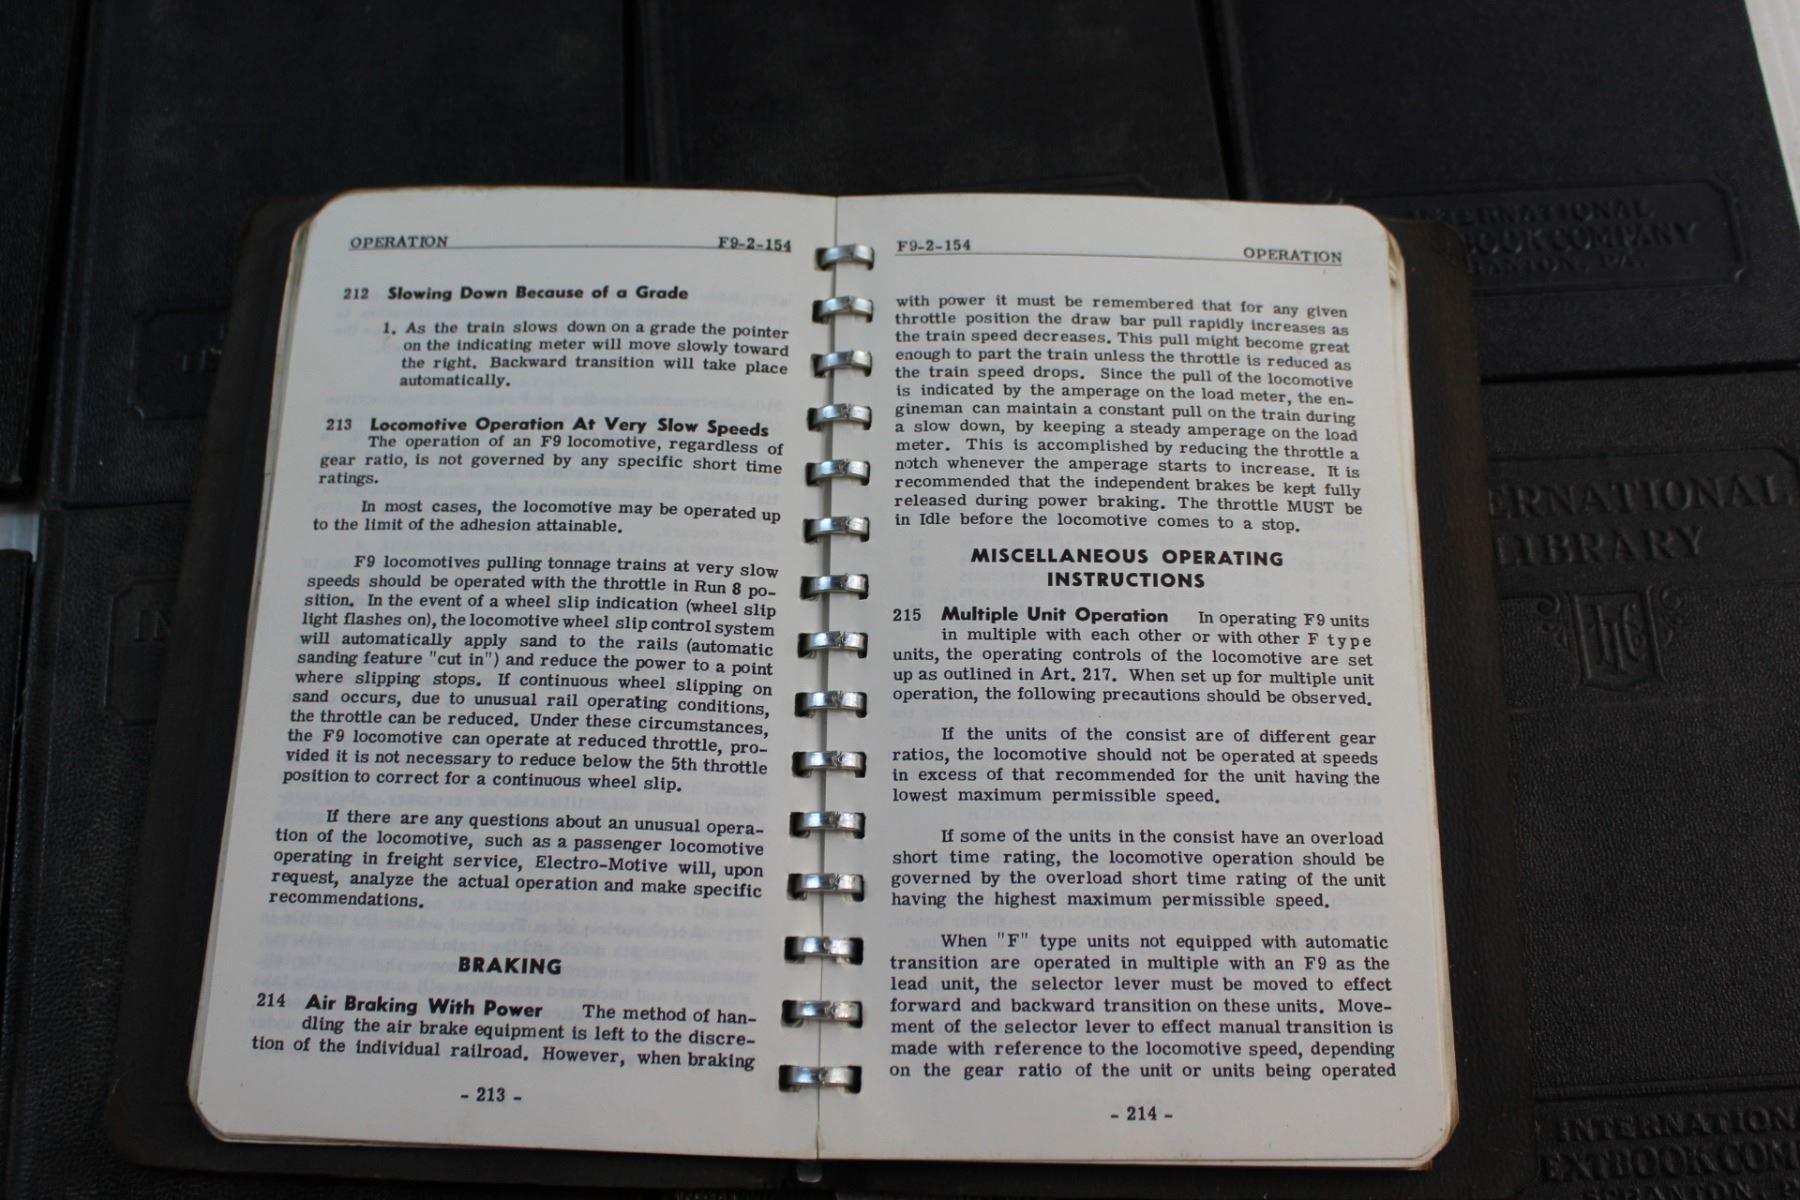 OPERATION F9-2-154
212 Slowing Down Because of a Grade
1. As the train slows down on a grade the pointer
on the indicating meter will move slowly toward
the right. Backward transition will take place
automatically.
213 Locomotive Operation At Very Slow Speeds
The operation of an F9 locomotive, regardless of
gear ratio, is not governed by any specific short time
ratings.
In most cases, the locomotive may be operated up
to the limit of the adhesion attainable.
F9 locomotives pulling tonnage trains at very slow
speeds should be operated with the throttle in Run 8 po-
sition. In the event of a wheel slip indication (wheel slip
light flashes on), the locomotive wheel slip control system
will automatically apply sand to the rails (automatic
sanding feature "cut in") and reduce the power to a point
where slipping stops. If continuous wheel slipping on
sand occurs, due to unusual rail operating conditions,
the throttle can be reduced. Under these circumstances,
the F9 locomotive can operate at reduced throttle, pro-
vided it is not necessary to reduce below the 5th throttle
position to correct for a continuous wheel slip.
If there are any questions about an unusual opera-
tion of the locomotive, such as a passenger locomotive
operating in freight service, Electro-Motive will, upon
request, analyze the actual operation and make specific
recommendations.
BRAKING
214 Air Braking With Power The method of han-
dling the air brake equipment is left to the discre-
tion of the individual railroad. However, when braking
- 213 -
F9-2-154 OPERATION
with power it must be remembered that for any given
throttle position the draw bar pull rapidly increases as
the train speed decreases. This pull might become great
enough to part the train unless the throttle is reduced as
the train speed drops. Since the pull of the locomotive
is indicated by the amperage on the load meter, the en-
gineman can maintain a constant pull on the train during
a slow down, by keeping a steady amperage on the load
meter. This is accomplished by reducing the throttle a
notch whenever the amperage starts to increase. It is
recommended that the independent brakes be kept fully
released during power braking. The throttle MUST be
in Idle before the locomotive comes to a stop.
MISCELLANEOUS OPERATING
INSTRUCTIONS
215 Multiple Unit Operation In operating F9 units
in multiple with each other or with other F type
units, the operating controls of the locomotive are set
up as outlined in Art. 217. When set up for multiple unit
operation, the following precautions should be observed.
If the units of the consist are of different gear
ratios, the locomotive should not be operated at speeds
in excess of that recommended for the unit having the
lowest maximum permissible speed.
If some of the units in the consist have an overload
short time rating, the locomotive operation should be
governed by the overload short time rating of the unit
having the highest maximum permissible speed.
When "F" type units not equipped with automatic
transition are operated in multiple with an F9 as the
lead unit, the selector lever must be moved to effect
forward and backward transition on these units. Move-
ment of the selector lever to effect manual transition is
made with reference to the locomotive speed, depending
on the gear ratio of the unit or units being operated
- 214 -
INTERNATIONAL
COMPANY
ERNATIONAL
LIBRARY
INTERNATION
EXTBOOK COM